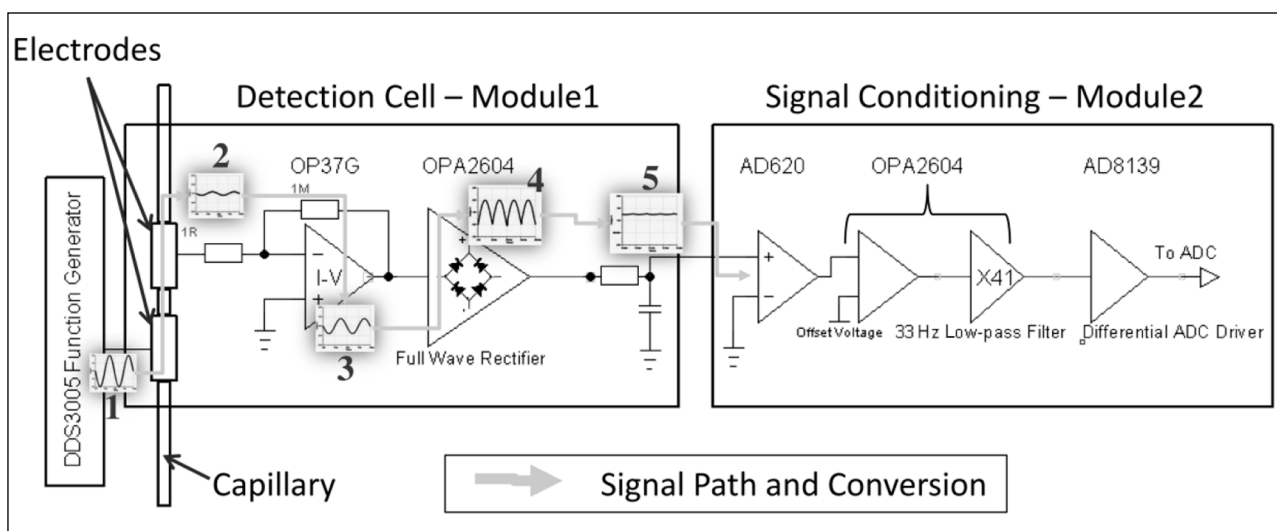 Electrodes
Detection Cell – Module1
Signal Conditioning – Module2
2
OP37G
OPA2604
4
5
AD620
OPA2604
AD8139
1M
1R
DDS3005 Function Generator
I-V
−
+
+
+
−
X41
To ADC
Offset Voltage
33 Hz Low-pass Filter
Differential ADC Driver
3
Full Wave Rectifier
1
Capillary
Signal Path and Conversion